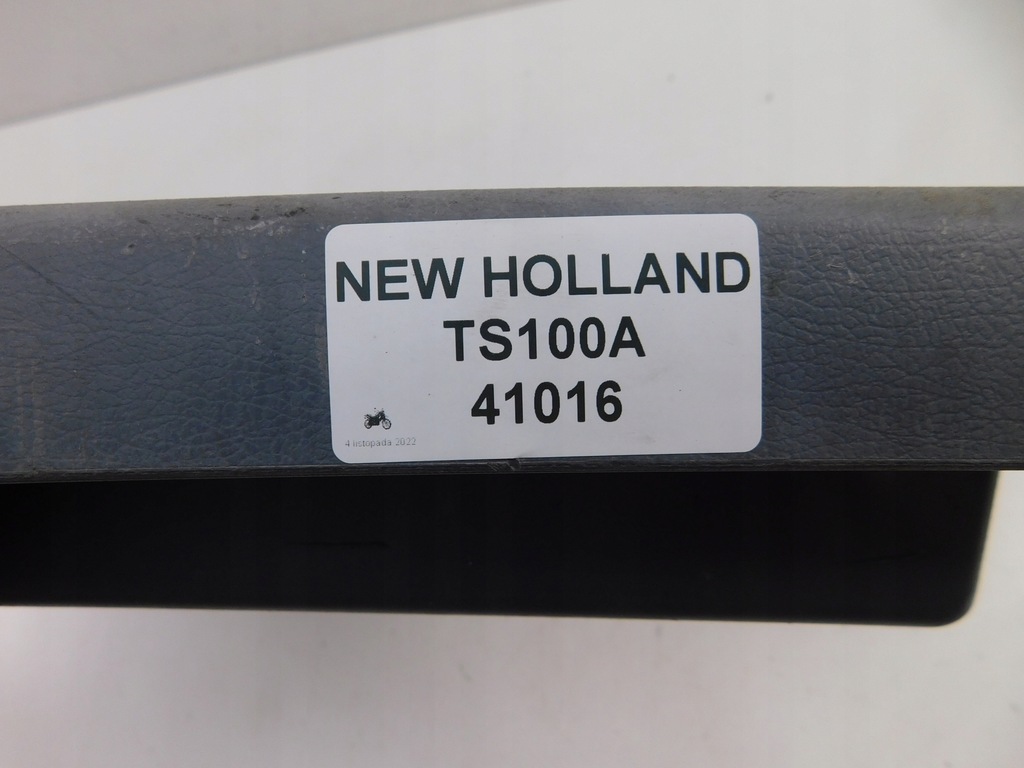 NEW HOLLAND
TS100A
41016
4 listopada 2022